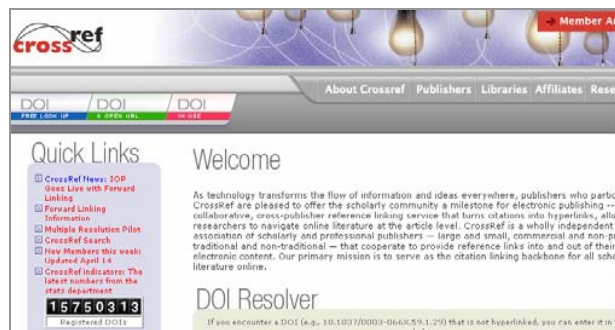 crossref
Member Ar
About Crossref Publishers Libraries Affiliates Rese
DOI DOI DOI
FREE LOOK UP & OPEN URL IN USE
Quick Links
CrossRef News: IOP
Goes Live with Forward
Linking
Forward Linking
Information
Multiple Resolution Pilot
CrossRef Search
New Members this week:
Updated April 14
CrossRef indicators: The
latest numbers from the
stats department
15750313
Registered DOIs
Welcome
As technology transforms the flow of information and ideas everywhere, publishers who partic
CrossRef are pleased to offer the scholarly community a milestone for electronic publishing --
collaborative, cross-publisher reference linking service that turns citations into hyperlinks, allo
researchers to navigate online literature at the article level. CrossRef is a wholly independent
association of scholarly and professional publishers -- large and small, commercial and non-p
traditional and non-traditional -- that cooperate to provide reference links into and out of their
electronic content. Our primary mission is to serve as the citation linking backbone for all scho
literature online.
DOI Resolver
If you encounter a DOI (e.g., 10.1037/0003-066X.59.1.29) that is not hyperlinked, you can enter it in